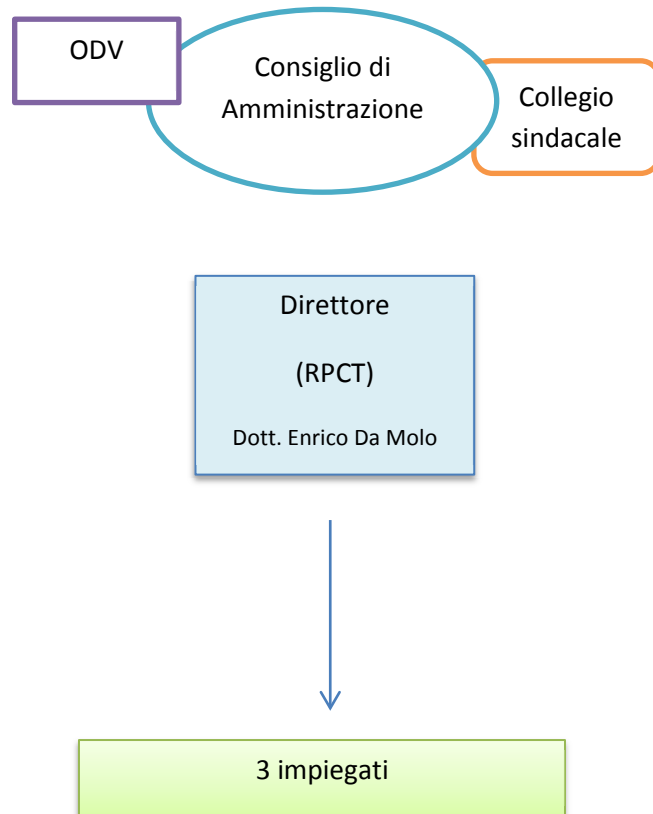 ODV
Consiglio di
Amministrazione
Collegio
sindacale
Direttore
(RPCT)
Dott. Enrico Da Molo
3 impiegati